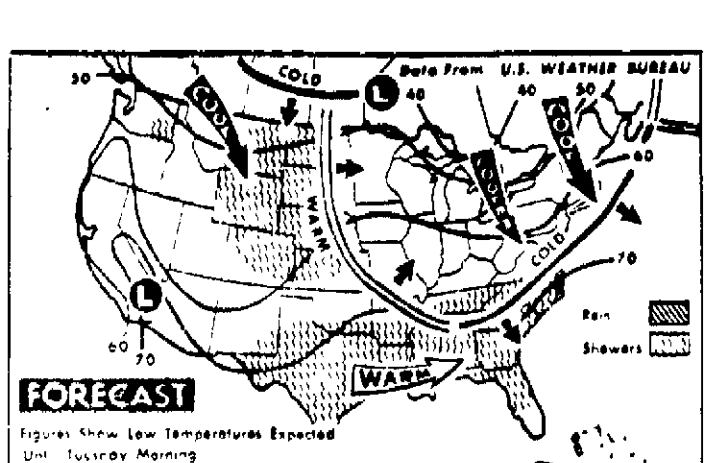 50
COLD
L
Data From U.S. WEATHER BUREAU
40
40
50
COOL
COOL
60
WARM
COLD
70
L
60
70
Rain
Showers
WARM
FORECAST
Figures Show Low Temperatures Expected
Until Tuesday Morning